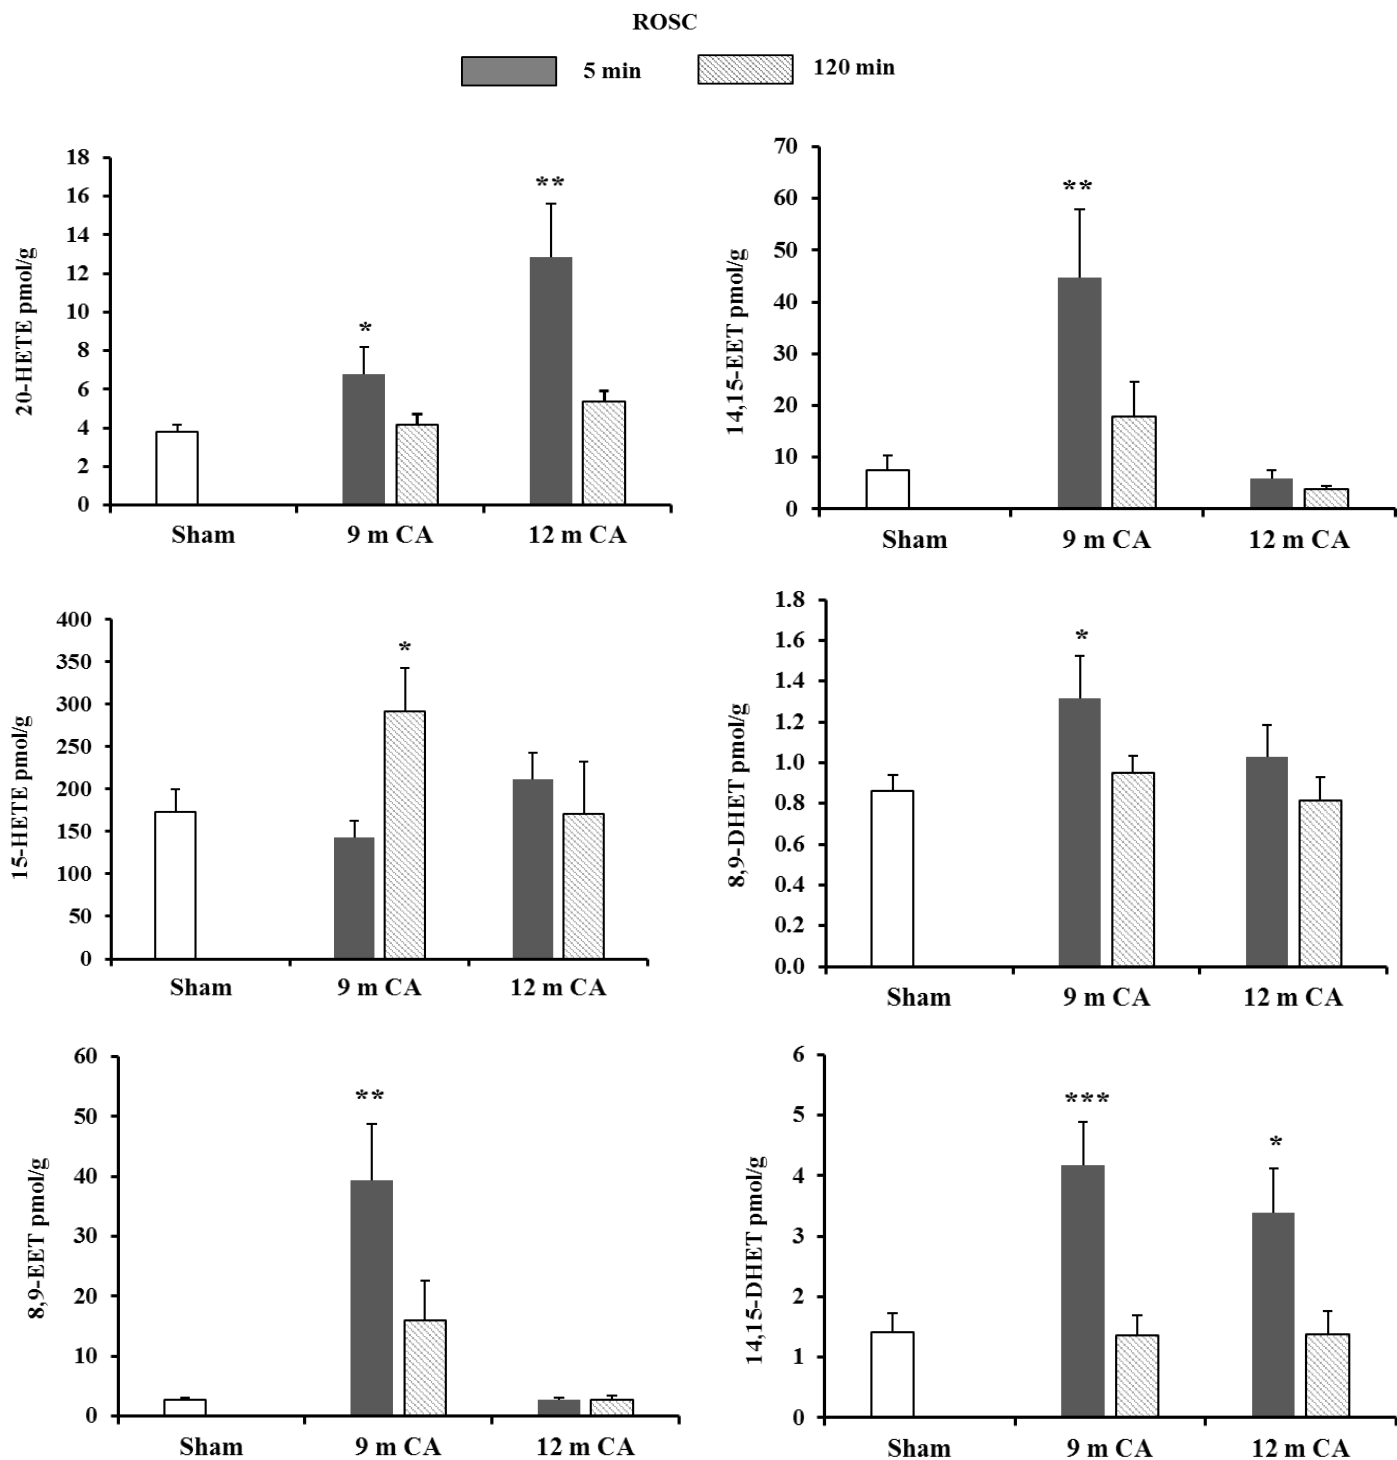 ROSC
5 min
120 min
20-HETE pmol/g
18
16
14
12
10
8
6
4
2
0
*
**
Sham
9 m CA
12 m CA
14,15-EET pmol/g
70
60
50
40
30
20
10
0
**
Sham
9 m CA
12 m CA
15-HETE pmol/g
400
350
300
250
200
150
100
50
0
*
Sham
9 m CA
12 m CA
8,9-DHET pmol/g
1.8
1.6
1.4
1.2
1.0
0.8
0.6
0.4
0.2
0.0
*
Sham
9 m CA
12 m CA
8,9-EET pmol/g
60
50
40
30
20
10
0
**
Sham
9 m CA
12 m CA
14,15-DHET pmol/g
6
5
4
3
2
1
0
***
*
Sham
9 m CA
12 m CA